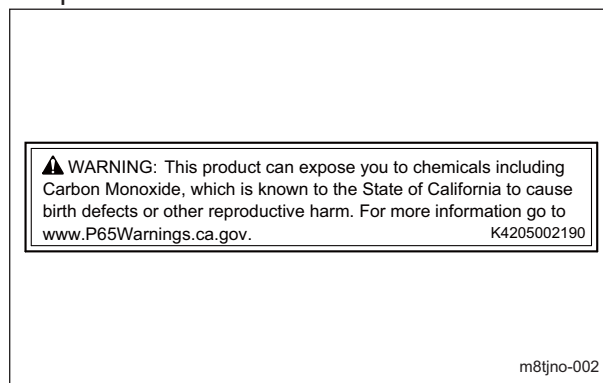 WARNING: This product can expose you to chemicals including
Carbon Monoxide, which is known to the State of California to cause
birth defects or other reproductive harm. For more information go to
www.P65Warnings.ca.gov. K4205002190
m8tjno-002